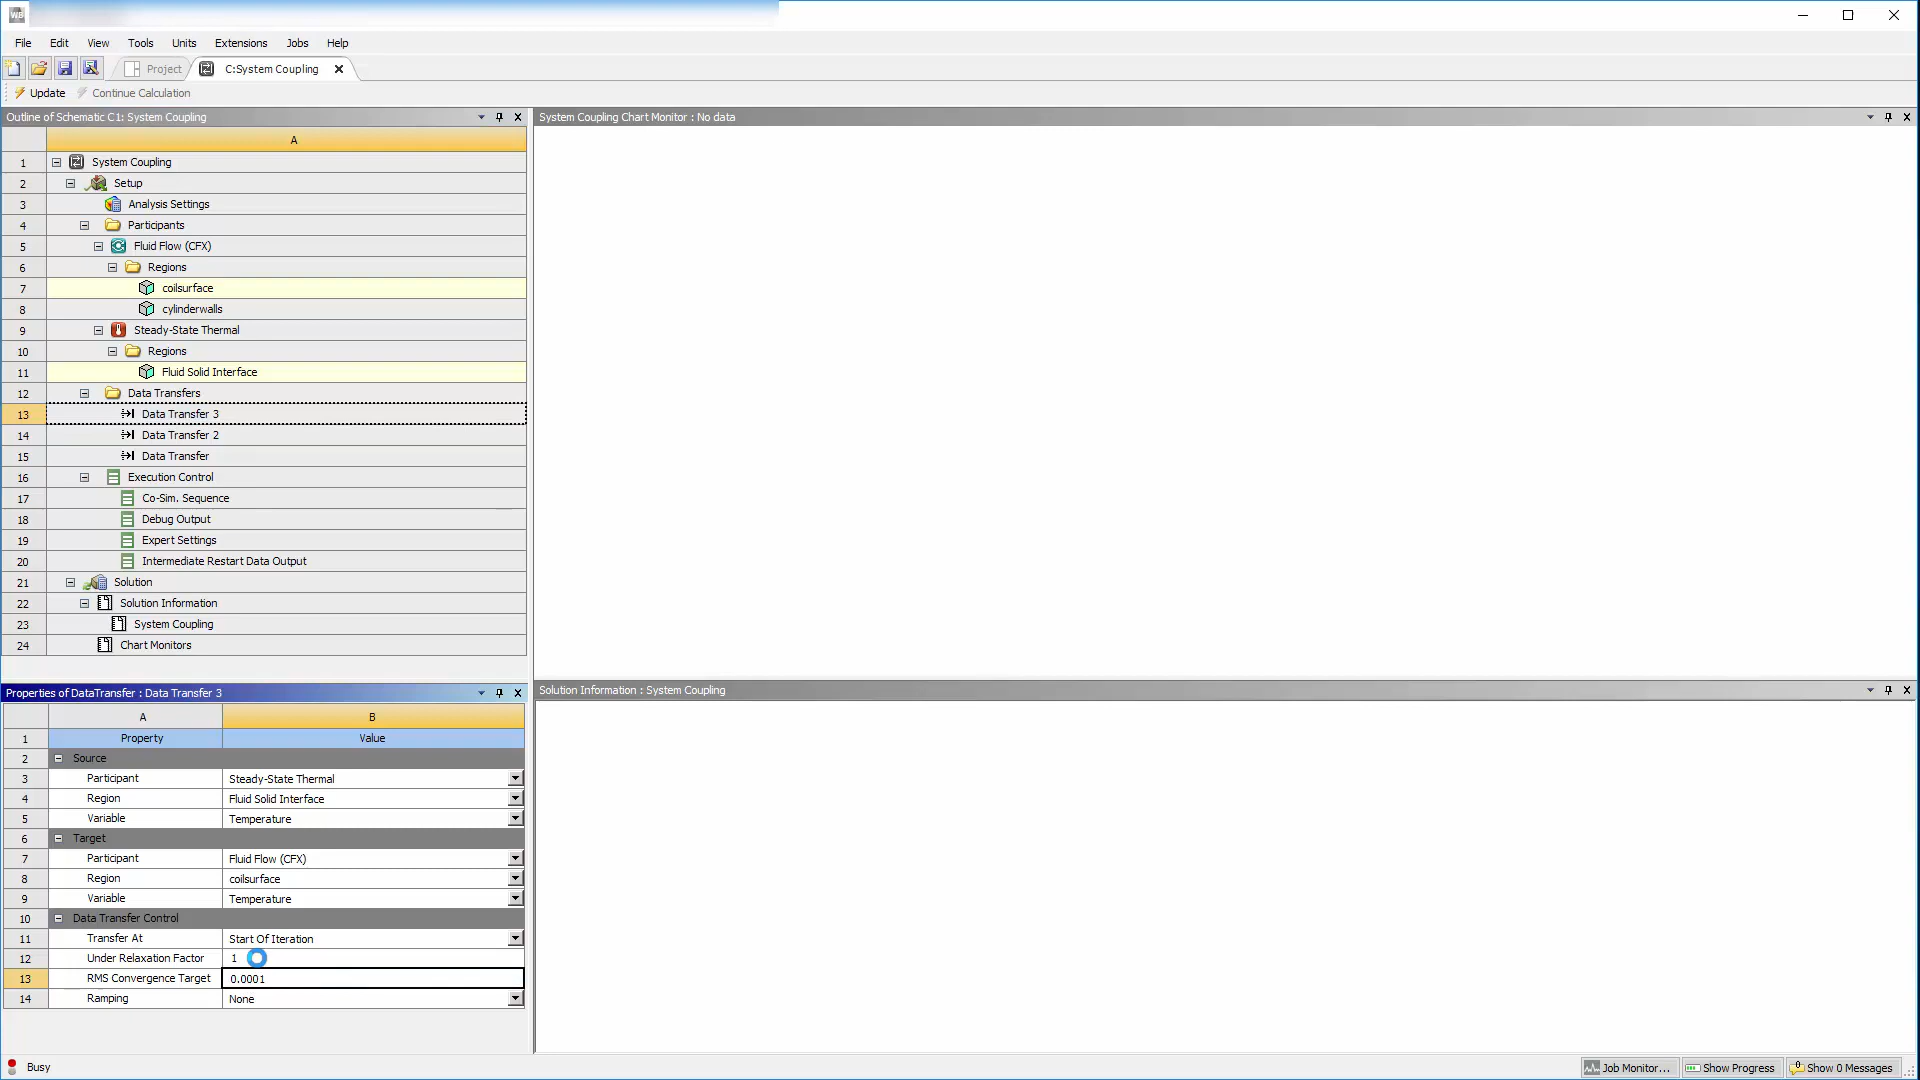 WB
File Edit View Tools Units Extensions Jobs Help
Project C:System Coupling
Update Continue Calculation
Outline of Schematic C1: System Coupling
A
1 System Coupling
2 Setup
3 Analysis Settings
4 Participants
5 Fluid Flow (CFX)
6 Regions
7 coilsurface
8 cylinderwalls
9 Steady-State Thermal
10 Regions
11 Fluid Solid Interface
12 Data Transfers
13 Data Transfer 3
14 Data Transfer 2
15 Data Transfer
16 Execution Control
17 Co-Sim. Sequence
18 Debug Output
19 Expert Settings
20 Intermediate Restart Data Output
21 Solution
22 Solution Information
23 System Coupling
24 Chart Monitors
System Coupling Chart Monitor : No data
Properties of DataTransfer : Data Transfer 3
A B
1 Property Value
2 Source
3 Participant Steady-State Thermal
4 Region Fluid Solid Interface
5 Variable Temperature
6 Target
7 Participant Fluid Flow (CFX)
8 Region coilsurface
9 Variable Temperature
10 Data Transfer Control
11 Transfer At Start Of Iteration
12 Under Relaxation Factor 1
13 RMS Convergence Target 0.0001
14 Ramping None
Solution Information : System Coupling
Busy
Job Monitor... Show Progress Show 0 Messages